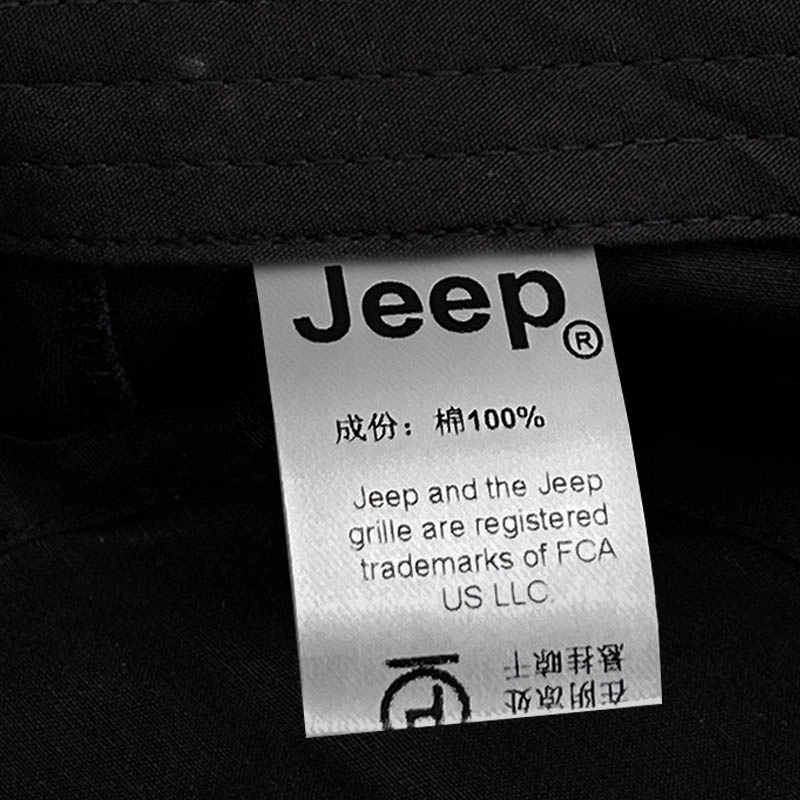 Jeep®
成份：棉100%
Jeep and the Jeep
grille are registered
trademarks of FCA
US LLC.
在阴凉处
悬挂晾干